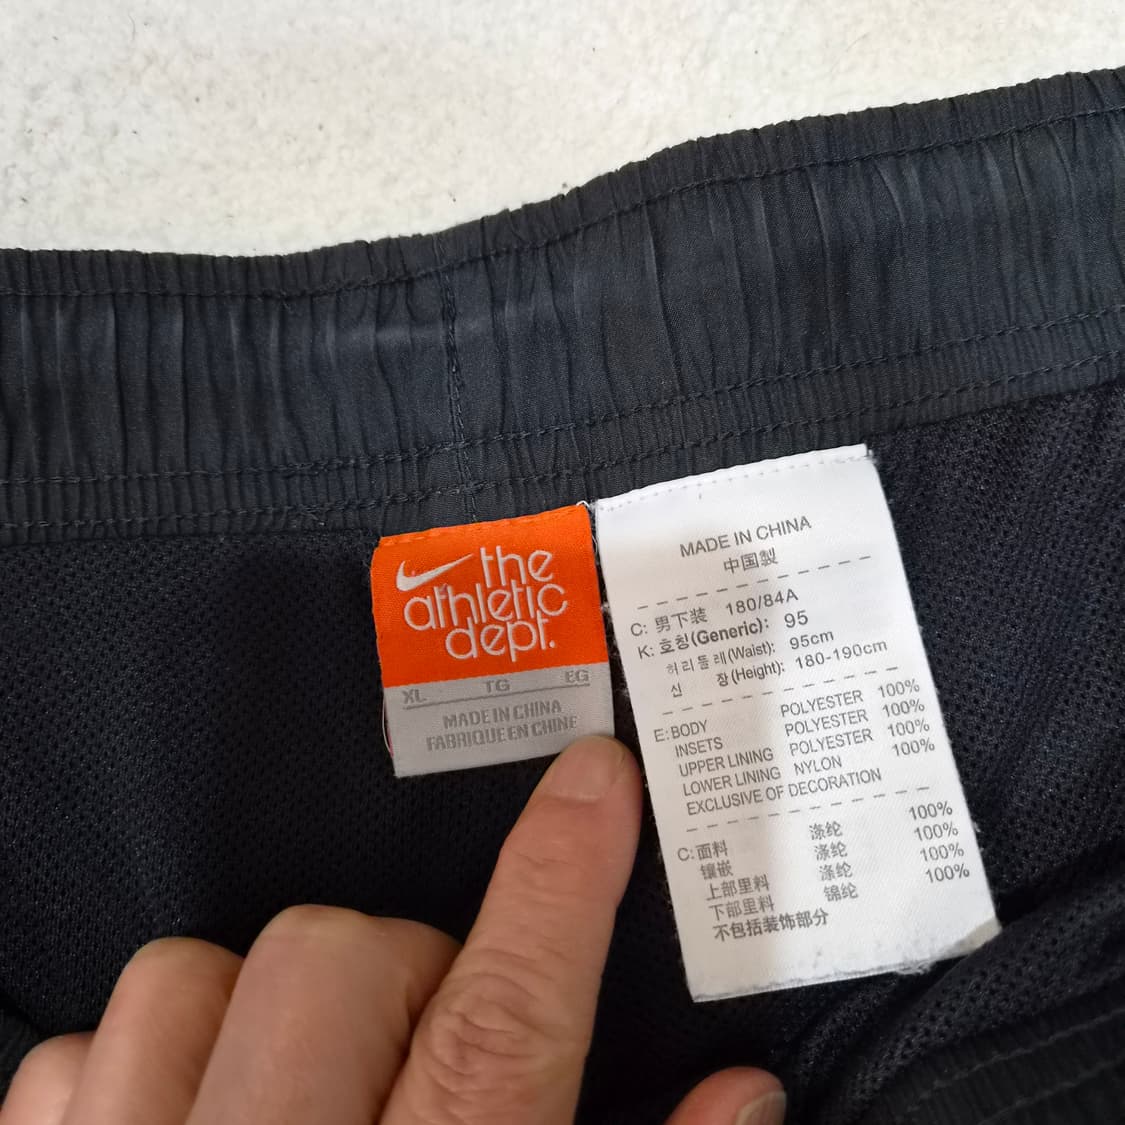 the
athletic
dept.
XL TG EG
MADE IN CHINA
FABRIQUE EN CHINE
MADE IN CHINA
中国製
C: 男下装 180/84A
K: 호칭(Generic): 95
허리둘레(Waist): 95cm
신 장(Height): 180-190cm
E: BODY POLYESTER 100%
INSETS POLYESTER 100%
UPPER LINING POLYESTER 100%
LOWER LINING NYLON 100%
EXCLUSIVE OF DECORATION
C: 面料 涤纶 100%
镶嵌 涤纶 100%
上部里料 涤纶 100%
下部里料 锦纶 100%
不包括装饰部分